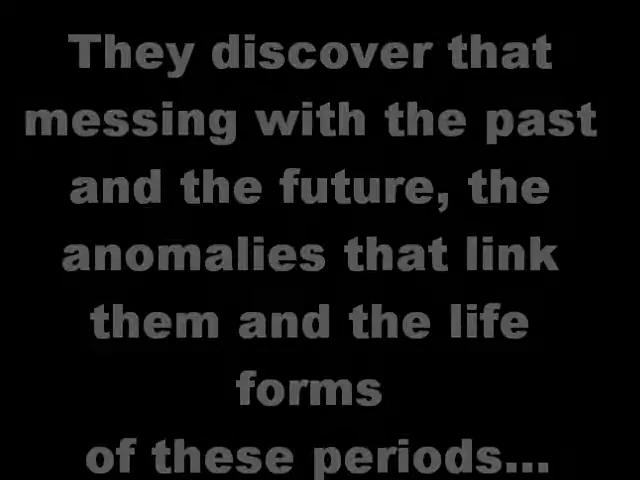 They discover that
messing with the past
and the future, the
anomalies that link
them and the life
forms
of these periods...